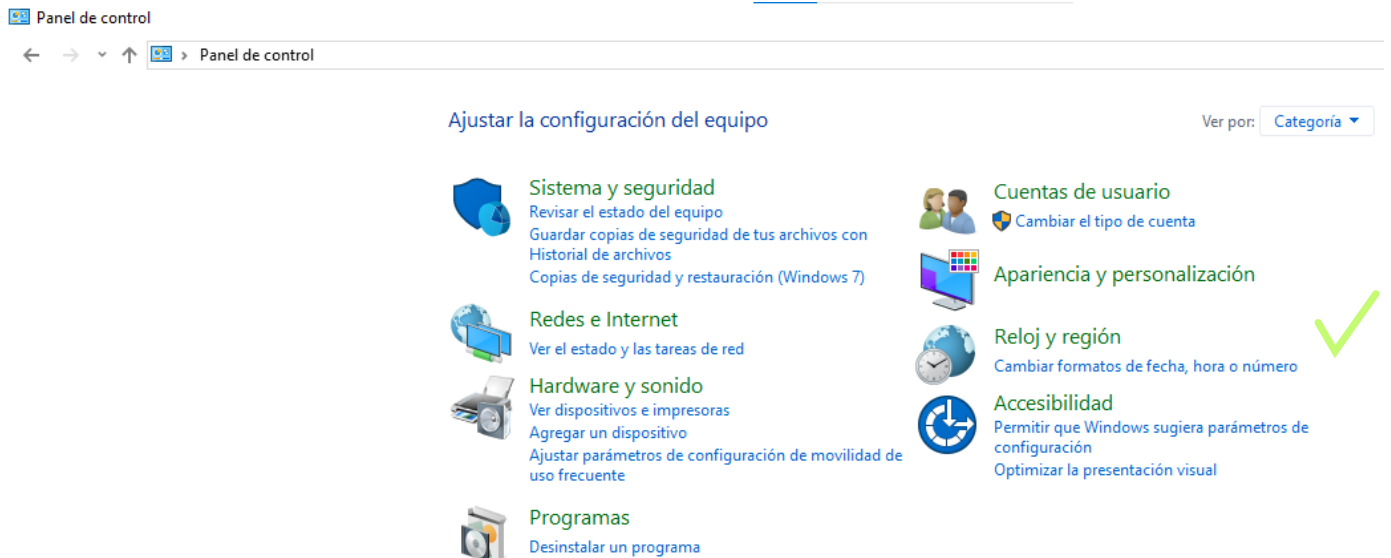 Panel de control
Panel de control
Ajustar la configuración del equipo
Ver por: Categoría
Sistema y seguridad
Revisar el estado del equipo
Guardar copias de seguridad de tus archivos con
Historial de archivos
Copias de seguridad y restauración (Windows 7)
Redes e Internet
Ver el estado y las tareas de red
Hardware y sonido
Ver dispositivos e impresoras
Agregar un dispositivo
Ajustar parámetros de configuración de movilidad de
uso frecuente
Programas
Desinstalar un programa
Cuentas de usuario
Cambiar el tipo de cuenta
Apariencia y personalización
Reloj y región
Cambiar formatos de fecha, hora o número
Accesibilidad
Permitir que Windows sugiera parámetros de
configuración
Optimizar la presentación visual